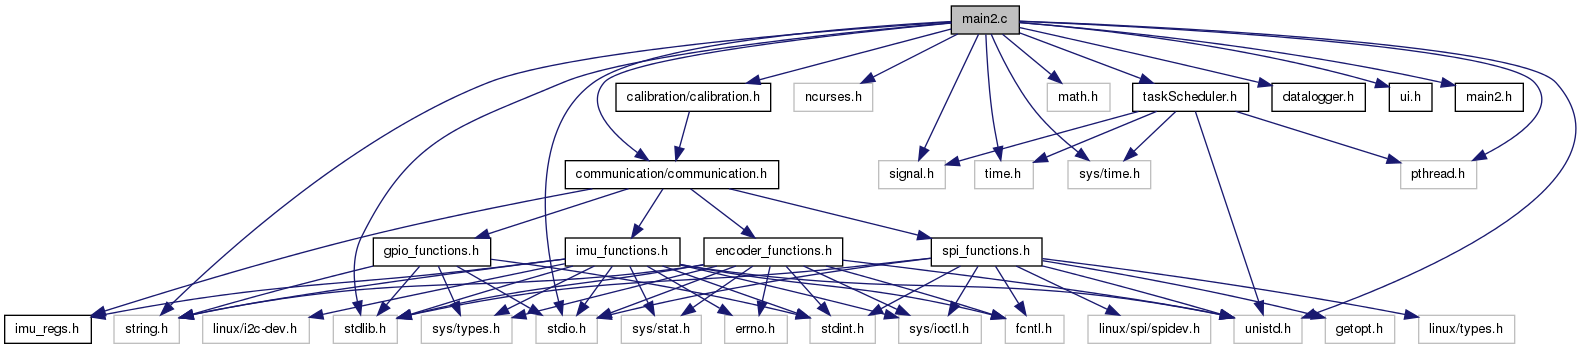 main2.c
calibration/calibration.h
ncurses.h
math.h
taskScheduler.h
datalogger.h
ui.h
main2.h
communication/communication.h
signal.h
time.h
sys/time.h
pthread.h
gpio_functions.h
imu_functions.h
encoder_functions.h
spi_functions.h
imu_regs.h
string.h
linux/i2c-dev.h
stdlib.h
sys/types.h
stdio.h
sys/stat.h
errno.h
stdint.h
sys/ioctl.h
fcntl.h
linux/spi/spidev.h
unistd.h
getopt.h
linux/types.h